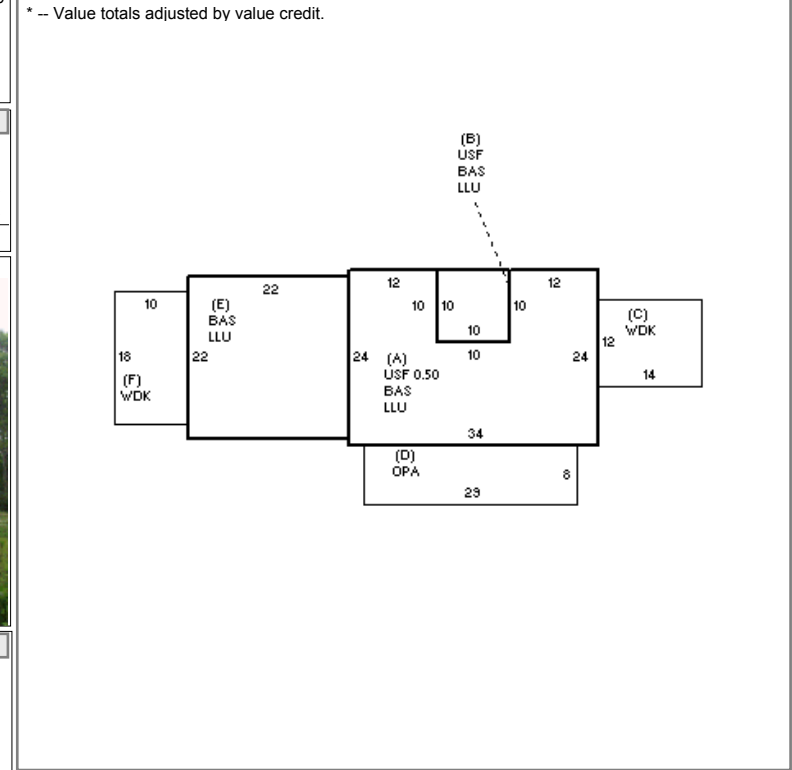 * -- Value totals adjusted by value credit.
(B)
USF
BAS
LLU
22
12
12
10
(E)
BAS
LLU
10
10
10
10
(C)
WDK
12
18
22
24
(A)
USF 0.50
BAS
LLU
10
24
14
(F)
WDK
34
(D)
OPA
8
29